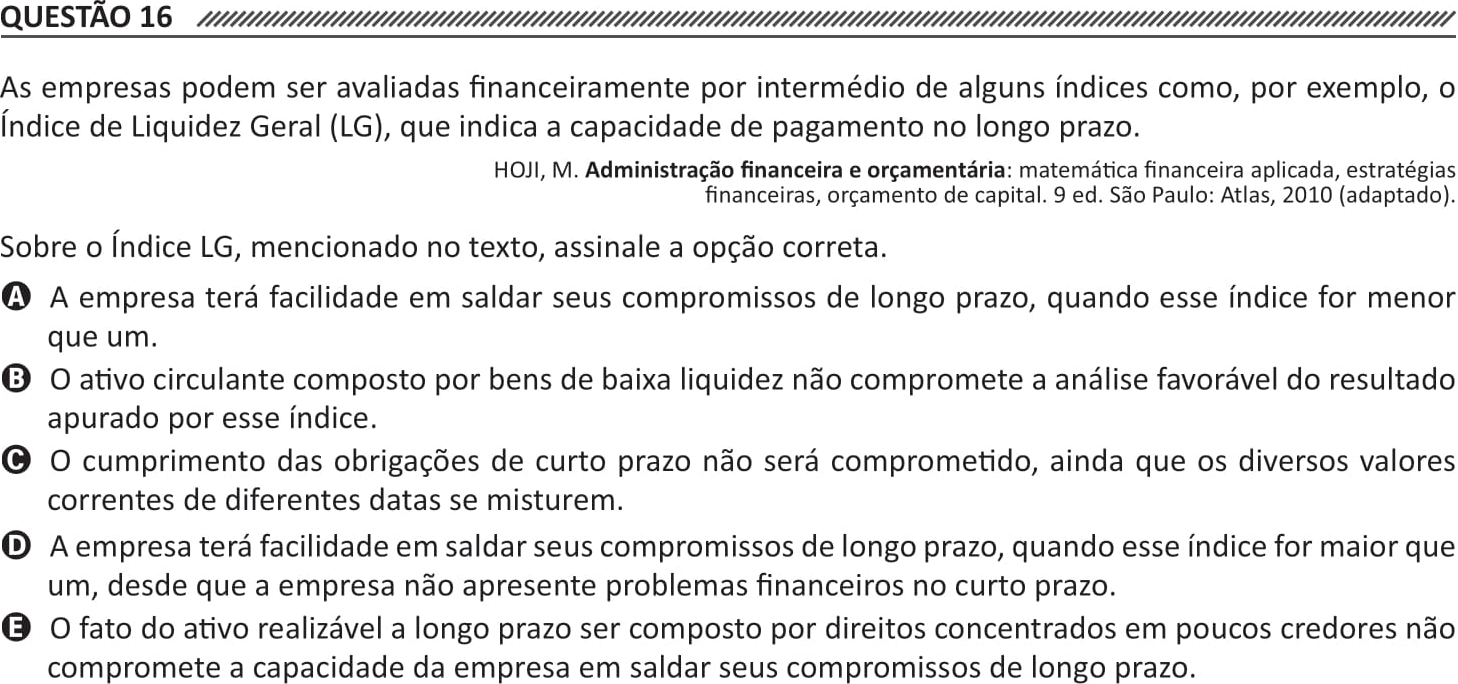 QUESTÃO 16
As empresas podem ser avaliadas financeiramente por intermédio de alguns índices como, por exemplo, o
Índice de Liquidez Geral (LG), que indica a capacidade de pagamento no longo prazo.
HOJI, M. Administração financeira e orçamentária: matemática financeira aplicada, estratégias
financeiras, orçamento de capital. 9 ed. São Paulo: Atlas, 2010 (adaptado).
Sobre o Índice LG, mencionado no texto, assinale a opção correta.
A A empresa terá facilidade em saldar seus compromissos de longo prazo, quando esse índice for menor
que um.
B O ativo circulante composto por bens de baixa liquidez não compromete a análise favorável do resultado
apurado por esse índice.
C O cumprimento das obrigações de curto prazo não será comprometido, ainda que os diversos valores
correntes de diferentes datas se misturem.
D A empresa terá facilidade em saldar seus compromissos de longo prazo, quando esse índice for maior que
um, desde que a empresa não apresente problemas financeiros no curto prazo.
E O fato do ativo realizável a longo prazo ser composto por direitos concentrados em poucos credores não
compromete a capacidade da empresa em saldar seus compromissos de longo prazo.